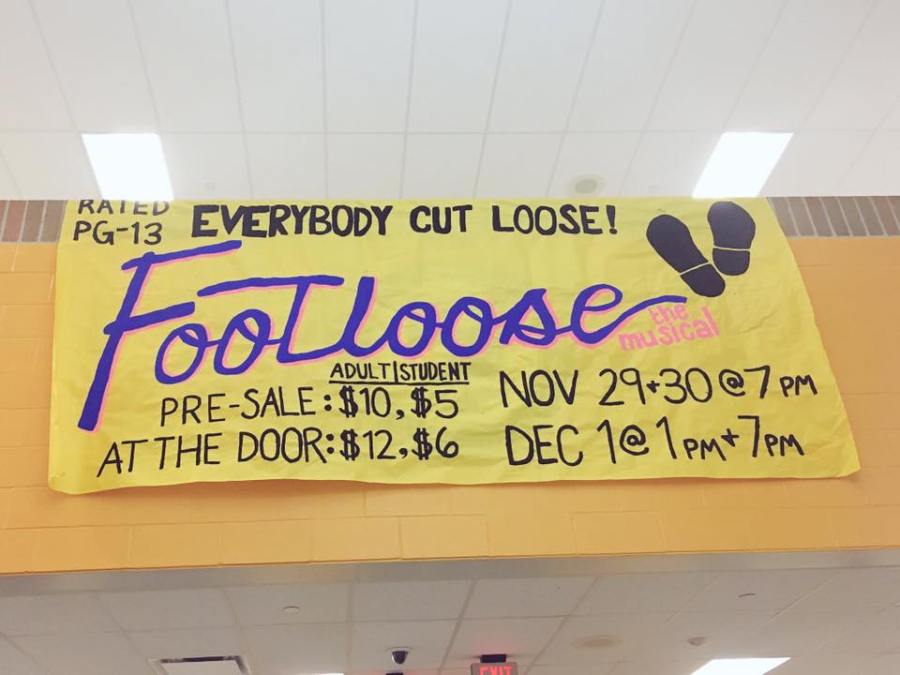 RATED
PG-13
EVERYBODY CUT LOOSE!
Footloose
the
musical
ADULT|STUDENT
PRE-SALE: $10, $5
AT THE DOOR: $12, $6
NOV 29+30 @ 7 PM
DEC 1 @ 1 PM + 7 PM
EXIT